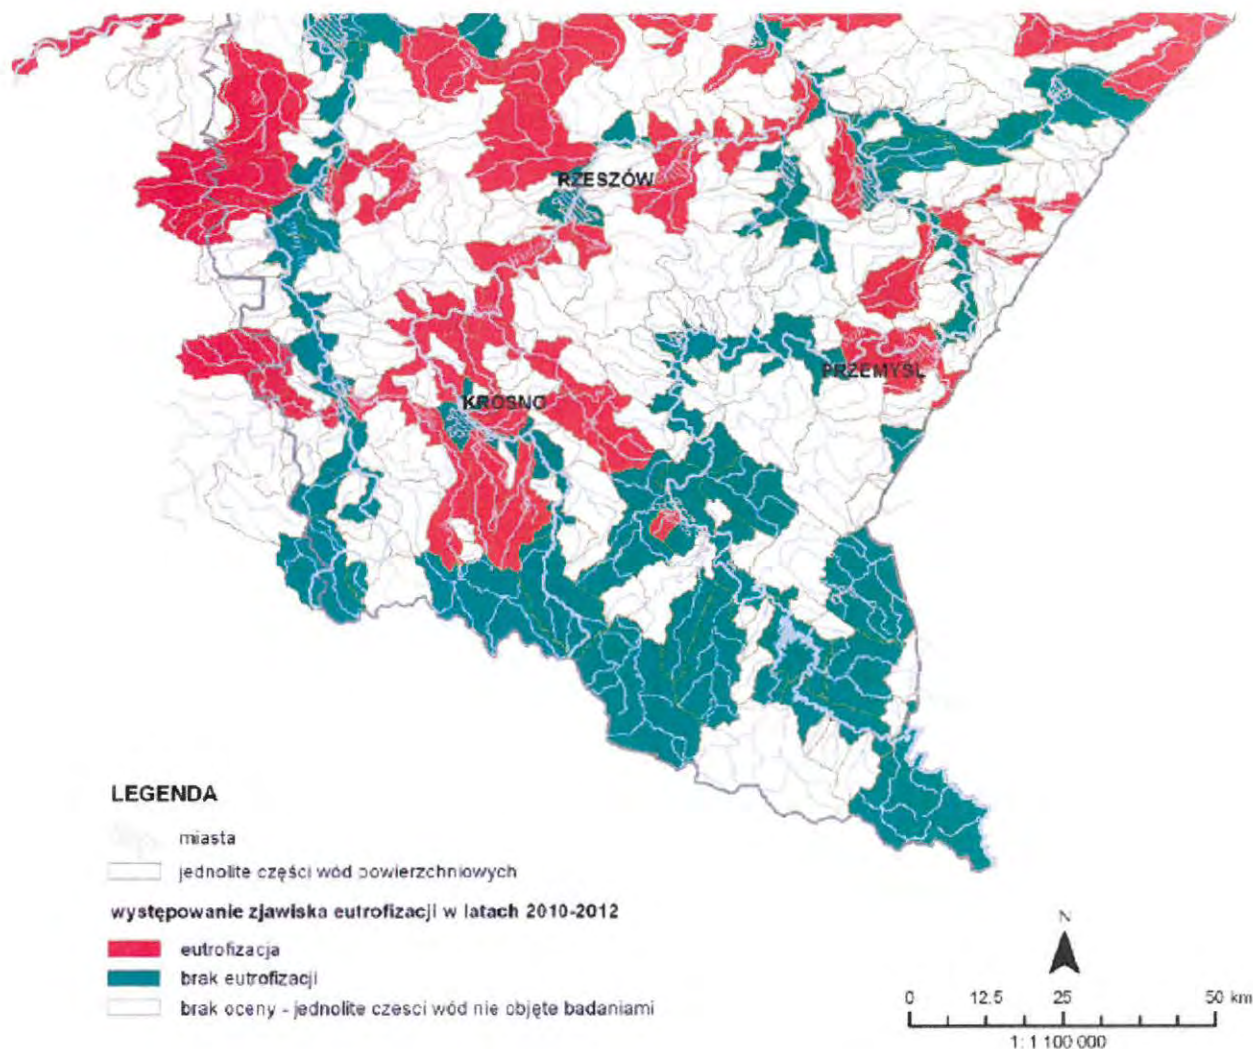 RZESZÓW
PRZEMYŚL
KROSNO
LEGENDA
miasta
jednolite części wód powierzchniowych
występowanie zjawiska eutrofizacji w latach 2010-2012
eutrofizacja
brak eutrofizacji
brak oceny - jednolite czesci wód nie objęte badaniami
N
0 12.5 25 50 km
1: 1 100 000